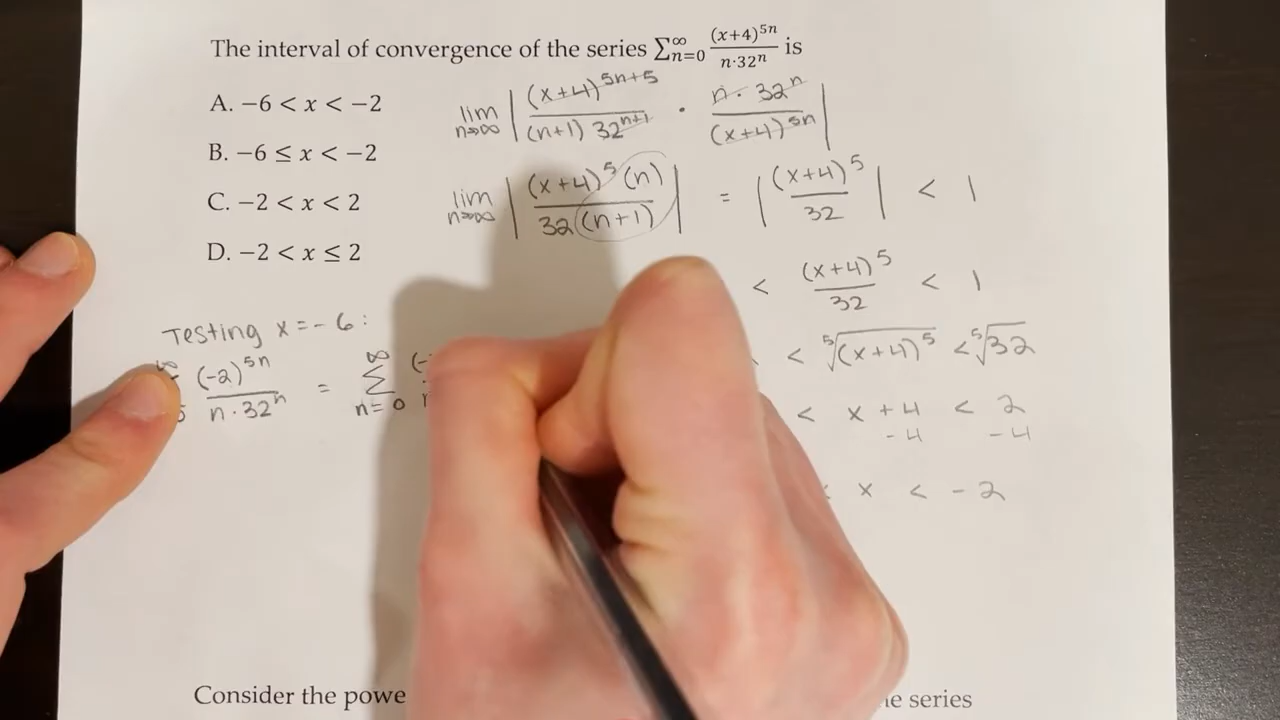 The interval of convergence of the series ∑_{n=0}^{∞} (x+4)^{5n} / n·32^n is
A. −6 < x < −2
B. −6 ≤ x < −2
C. −2 < x < 2
D. −2 < x ≤ 2
lim n→∞ | (x+4)^{5n+5} / (n+1) 32^{n+1} · n · 32^n / (x+4)^{5n} |
lim n→∞ | (x+4)^5 (n) / 32 (n+1) | = | (x+4)^5 / 32 | < 1
< (x+4)^5 / 32 < 1
< ⁵√(x+4)^5 < ⁵√32
< x + 4 < 2
- 4 - 4
x < - 2
Testing x = - 6 :
(-2)^{5n} / n · 32^n = ∞ Σ n= 0
Consider the
series